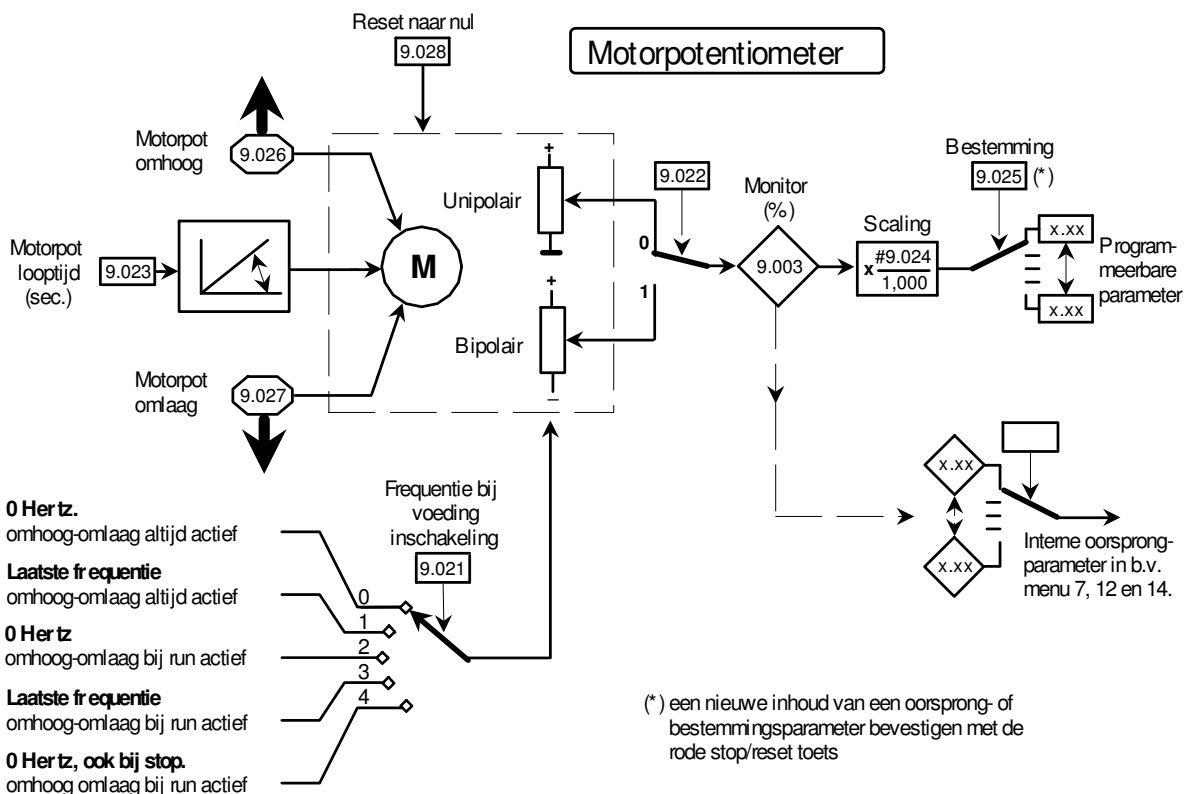 Reset naar nul
9.028
Motorpotentiometer
Motorpot
omhoog
9.026
Motorpot
looptijd
(sec.)
9.023
M
Motorpot
omlaag
9.027
+
Unipolair
+
Bipolair
–
9.022
0
1
Monitor
(%)
9.003
Scaling
x #9.024
1,000
Bestemming
9.025 (*)
x.xx
x.xx
Program-
meerbare
parameter
x.xx
x.xx
Interne oorsprong-
parameter in b.v.
menu 7, 12 en 14.
Frequentie bij
voeding
inschakeling
9.021
0 Hertz.
omhoog-omlaag altijd actief
Laatste frequentie
omhoog-omlaag altijd actief
0 Hertz
omhoog-omlaag bij run actief
Laatste frequentie
omhoog-omlaag bij run actief
0 Hertz, ook bij stop.
omhoog omlaag bij run actief
0
1
2
3
4
(*) een nieuwe inhoud van een oorsprong- of
bestemmingsparameter bevestigen met de
rode stop/reset toets